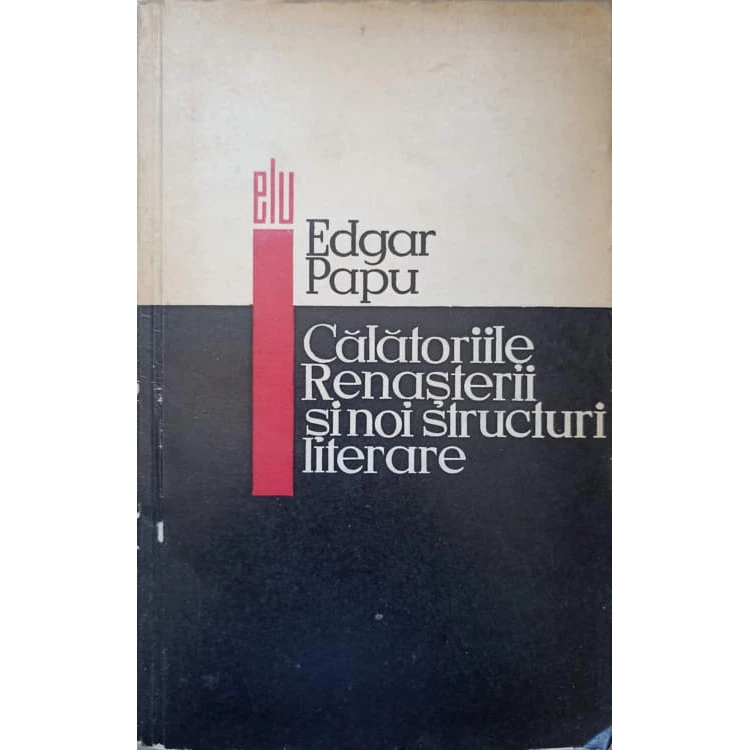 elu
Edgar
Papu
Călătoriile
Renașterii
și noi structuri
literare